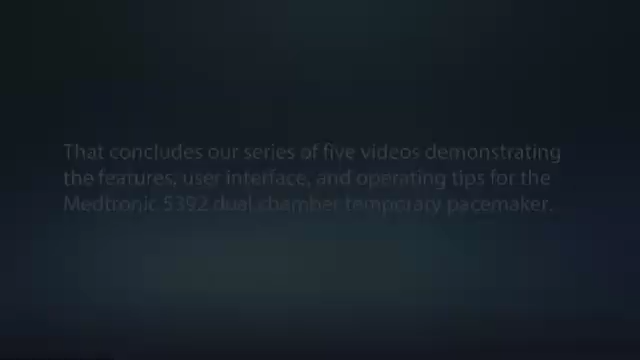 That concludes our series of five videos demonstrating
the features, user interface, and operating tips for the
Medtronic 5392 dual chamber temporary pacemaker.